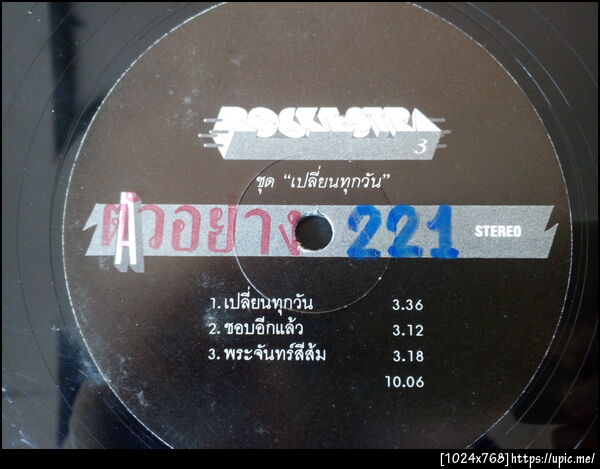 ROCKESTRA
3
ชุด "เปลี่ยนทุกวัน"
A ตัวอย่าง 221 STEREO
1. เปลี่ยนทุกวัน 3.36
2. ชอบอีกแล้ว 3.12
3. พระจันทร์สีส้ม 3.18
10.06
[1024x768]https://upic.me/